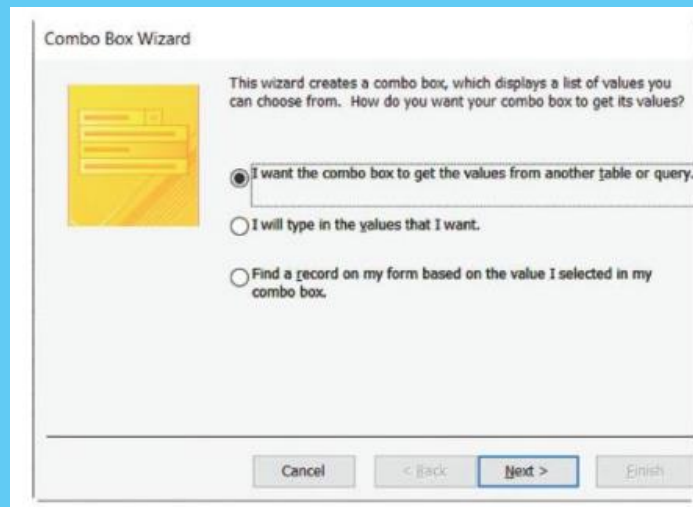 Combo Box Wizard
This wizard creates a combo box, which displays a list of values you
can choose from. How do you want your combo box to get its values?
I want the combo box to get the values from another table or query.
I will type in the values that I want.
Find a record on my form based on the value I selected in my
combo box.
Cancel
< Back
Next >
Finish